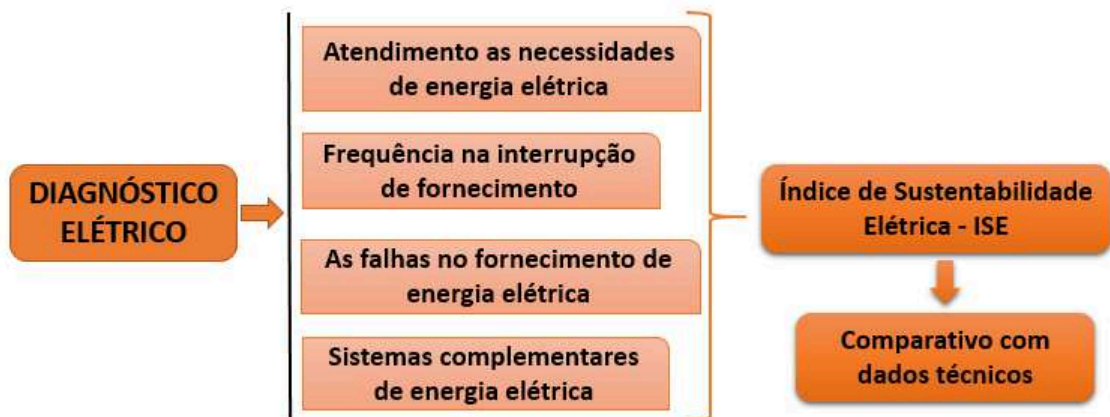 DIAGNÓSTICO
ELÉTRICO
Atendimento as necessidades
de energia elétrica
Frequência na interrupção
de fornecimento
As falhas no fornecimento de
energia elétrica
Sistemas complementares
de energia elétrica
Índice de Sustentabilidade
Elétrica - ISE
Comparativo com
dados técnicos